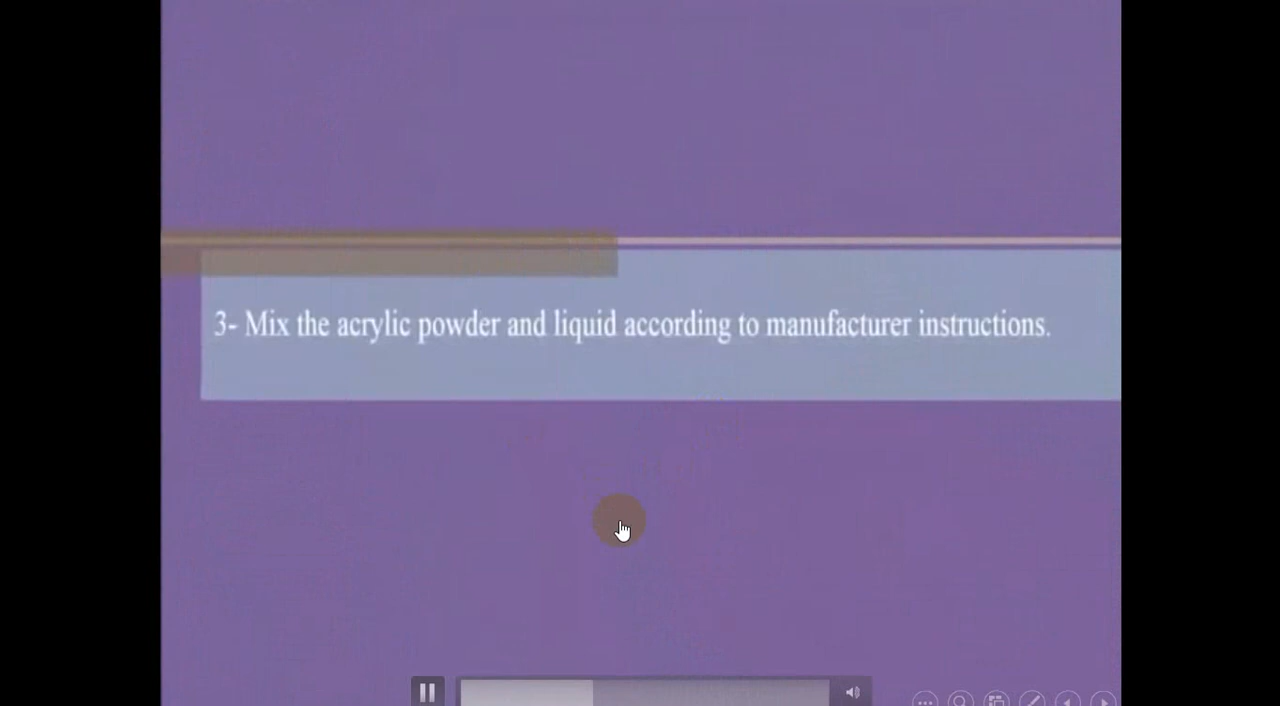 3- Mix the acrylic powder and liquid according to manufacturer instructions.